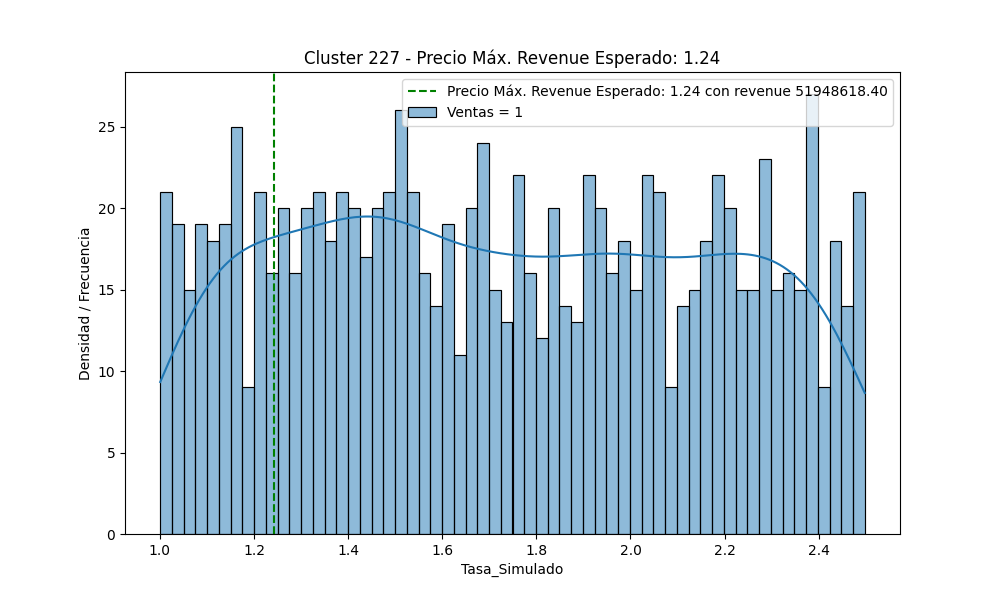 Cluster 227 - Precio Máx. Revenue Esperado: 1.24
Precio Máx. Revenue Esperado: 1.24 con revenue 51948618.40
Ventas = 1
Densidad / Frecuencia
25
20
15
10
5
0
1.0 1.2 1.4 1.6 1.8 2.0 2.2 2.4
Tasa_Simulado